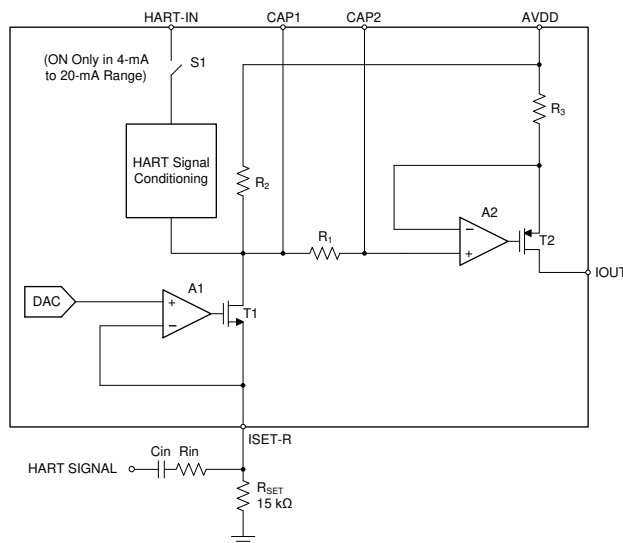 HART-IN
CAP1
CAP2
AVDD
(ON Only in 4-mA
to 20-mA Range)
S1
R3
HART Signal
Conditioning
R2
A2
R1
−
+
T2
IOUT
A1
DAC
+
−
T1
ISET-R
Cin
Rin
HART SIGNAL
RSET
15 kΩ